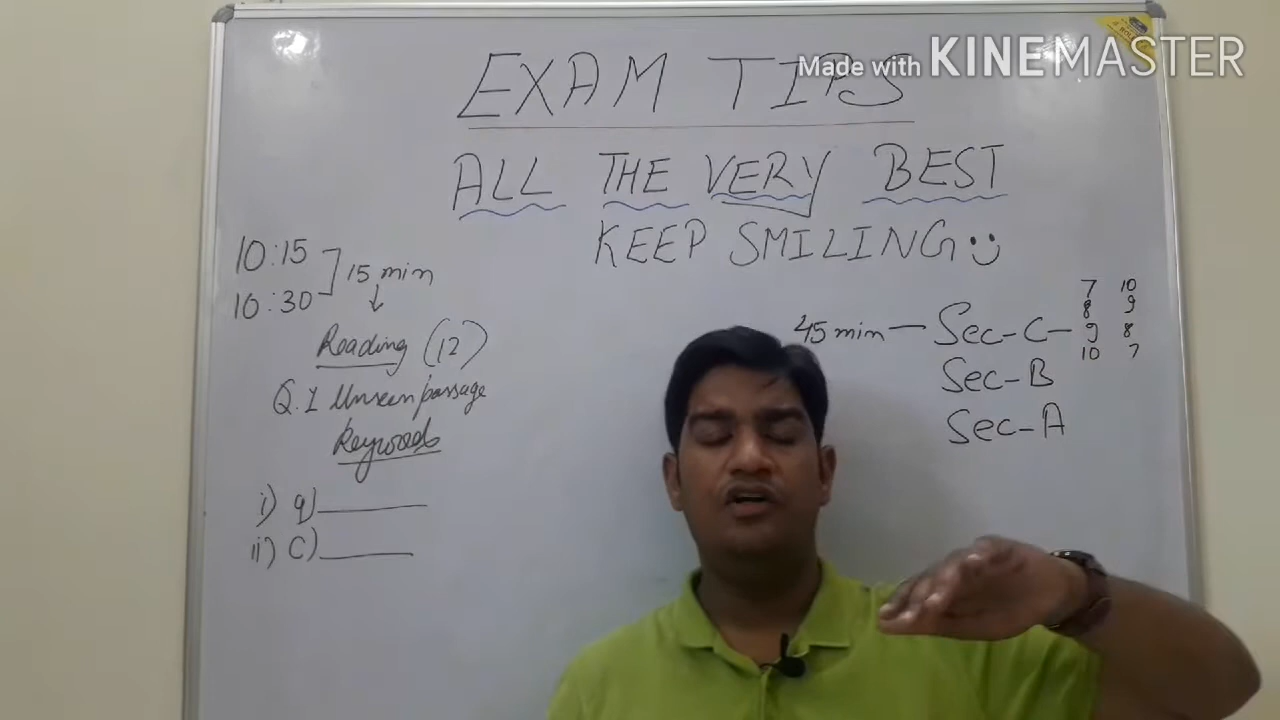 Made with KINEMASTER
EXAM TIPS
ALL THE VERY BEST
KEEP SMILING
10:15
10:30
15 min
Reading (12)
Q.1 Unseen passage
Keywords
i) a)
ii) c)
45 min - Sec-C-
7 10
8 9
9 8
10 7
Sec-B
Sec-A